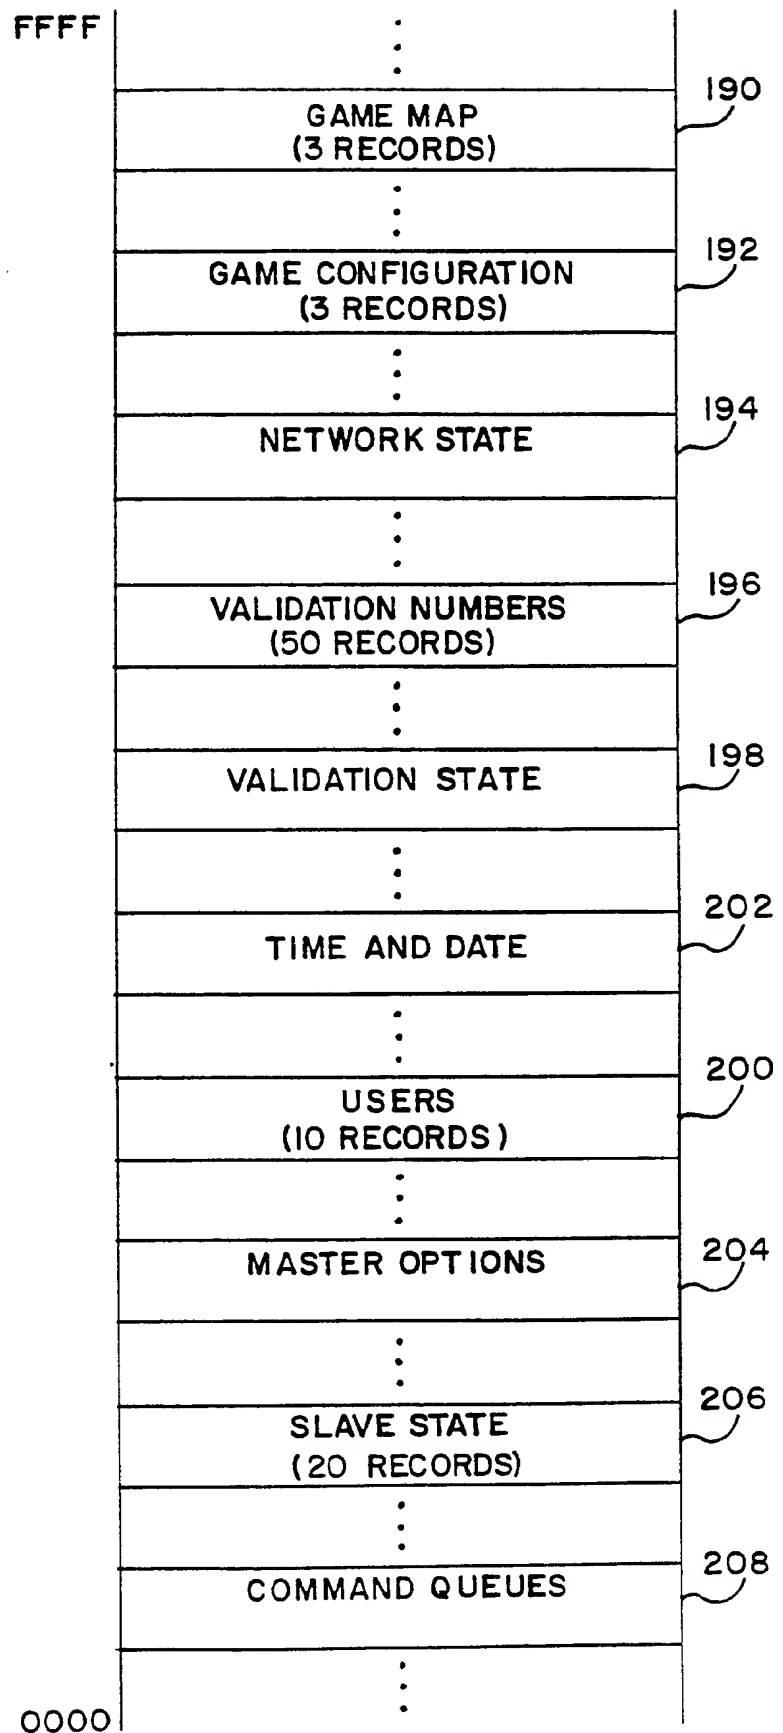 FFFF
190
GAME MAP
(3 RECORDS)
192
GAME CONFIGURATION
(3 RECORDS)
194
NETWORK STATE
196
VALIDATION NUMBERS
(50 RECORDS)
198
VALIDATION STATE
202
TIME AND DATE
200
USERS
(10 RECORDS)
204
MASTER OPTIONS
206
SLAVE STATE
(20 RECORDS)
208
COMMAND QUEUES
0000